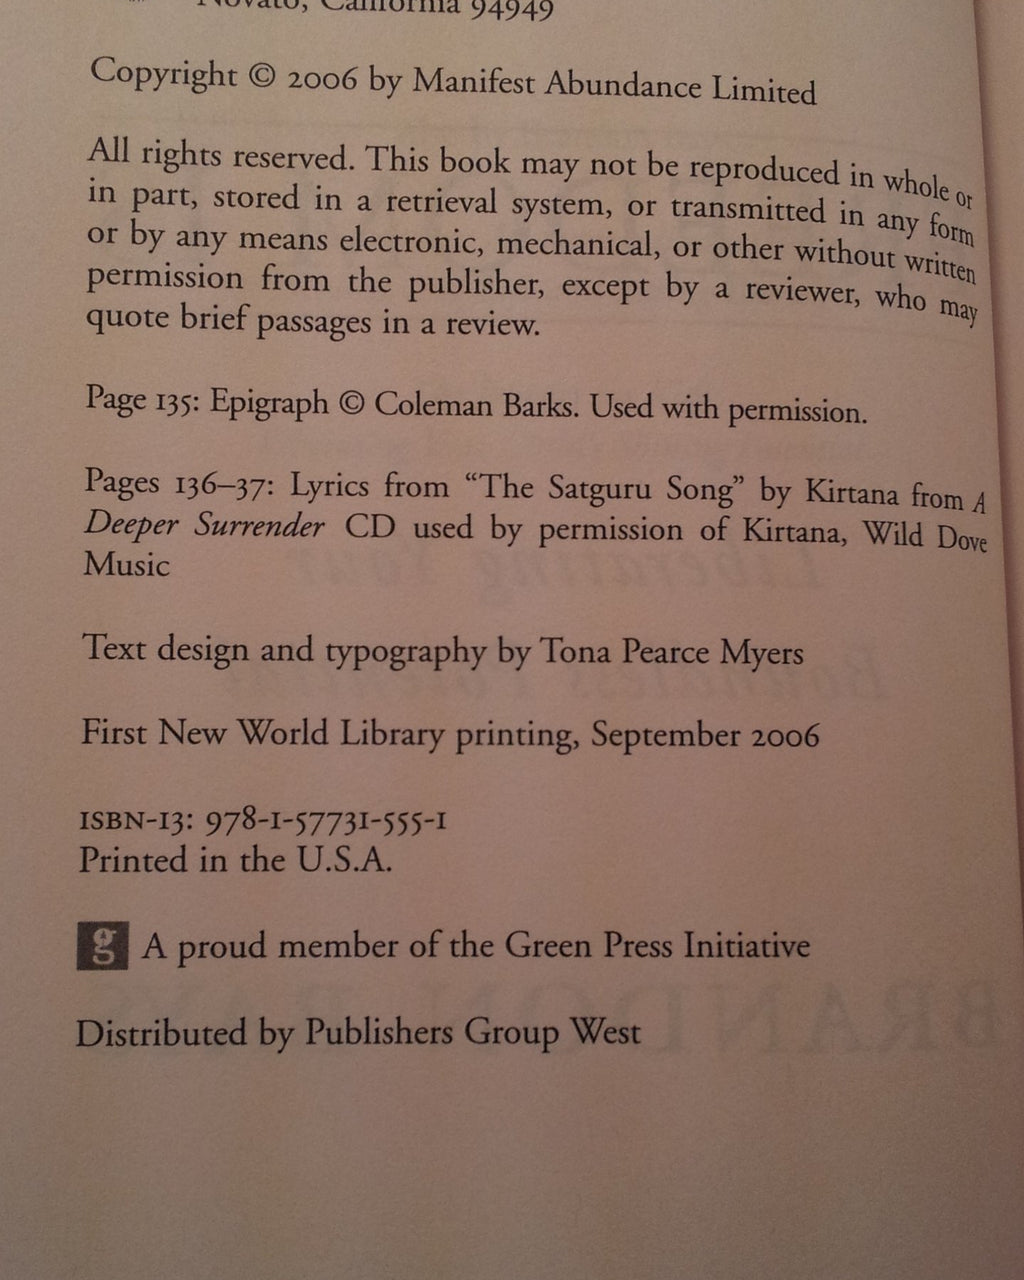 Novato, California 94949
Copyright © 2006 by Manifest Abundance Limited
All rights reserved. This book may not be reproduced in whole or
in part, stored in a retrieval system, or transmitted in any form
or by any means electronic, mechanical, or other without written
permission from the publisher, except by a reviewer, who may
quote brief passages in a review.
Page 135: Epigraph © Coleman Barks. Used with permission.
Pages 136–37: Lyrics from “The Satguru Song” by Kirtana from A
Deeper Surrender CD used by permission of Kirtana, Wild Dove
Music
Text design and typography by Tona Pearce Myers
First New World Library printing, September 2006
ISBN-13: 978-1-57731-555-1
Printed in the U.S.A.
g A proud member of the Green Press Initiative
Distributed by Publishers Group West